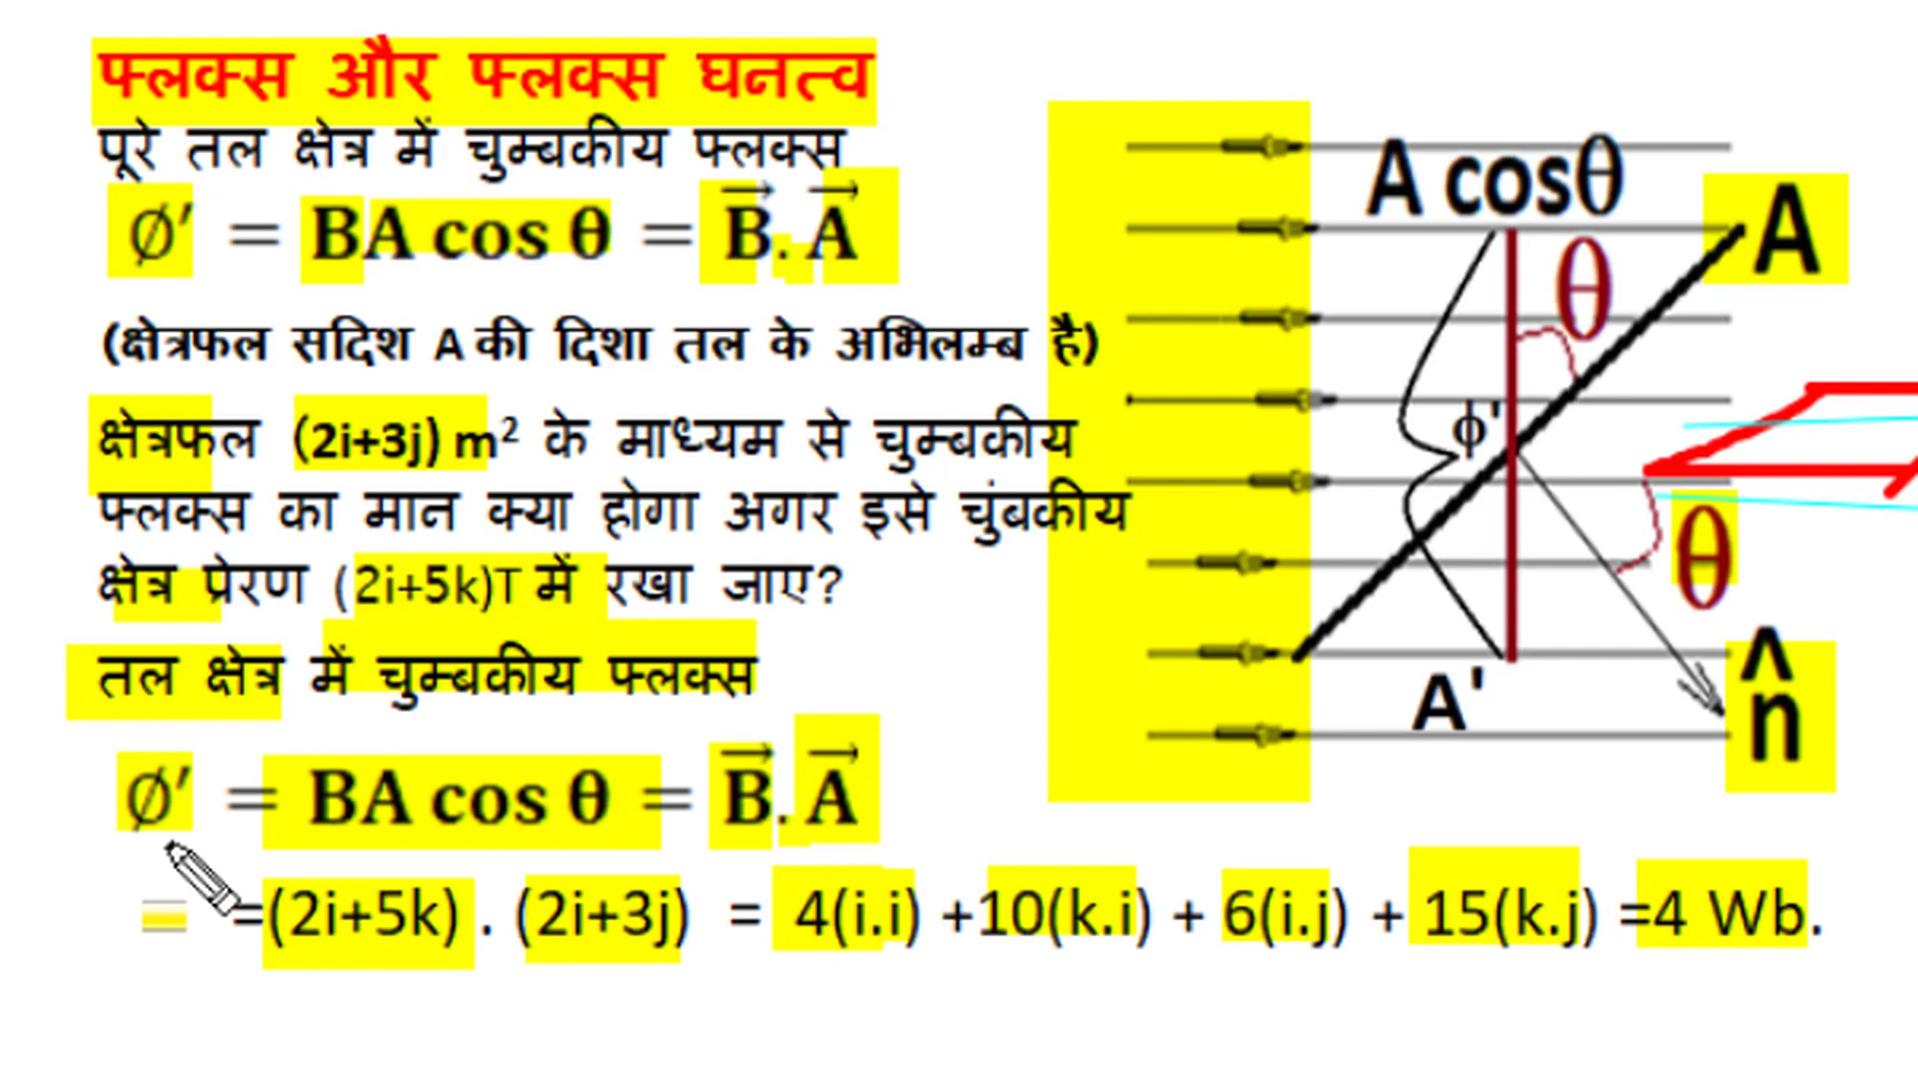 फ्लक्स और फ्लक्स घनत्व
पूरे तल क्षेत्र में चुम्बकीय फ्लक्स
∅′ = BA cos θ = B⃗. A⃗
(क्षेत्रफल सदिश A की दिशा तल के अभिलम्ब है)
क्षेत्रफल (2i+3j) m² के माध्यम से चुम्बकीय
फ्लक्स का मान क्या होगा अगर इसे चुंबकीय
क्षेत्र प्रेरण (2i+5k)T में रखा जाए?
तल क्षेत्र में चुम्बकीय फ्लक्स
∅′ = BA cos θ = B⃗. A⃗
= =(2i+5k) . (2i+3j) = 4(i.i) +10(k.i) + 6(i.j) + 15(k.j) =4 Wb.
A cosθ
A
θ
ϕ'
θ
A'
n̂